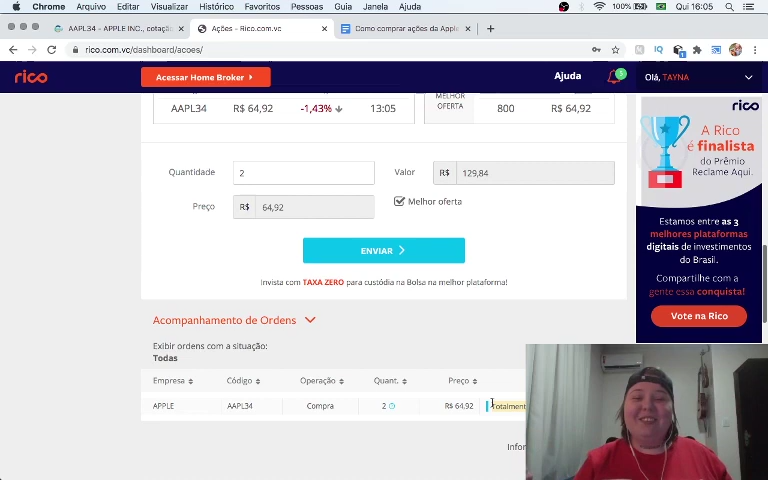 Chrome Arquivo Editar Visualizar Histórico Favoritos Pessoas Guia Janela Ajuda 100% Qui 16:05
AAPL34 - APPLE INC., cotação Ações - Rico.com.vc Como comprar ações da Apple
rico.com.vc/dashboard/acoes/
rico Acessar Home Broker Ajuda 5 Olá, TAYNA
AAPL34 R$ 64,92 -1,43% 13:05 MELHOR OFERTA 800 R$ 64,92
Quantidade 2 Valor R$ 129,84
Preço R$ 64,92 Melhor oferta
ENVIAR
Invista com TAXA ZERO para custódia na Bolsa na melhor plataforma!
Acompanhamento de Ordens
Exibir ordens com a situação:
Todas
Empresa Código Operação Quant. Preço
APPLE AAPL34 Compra 2 R$ 64,92 Totalment
Infor
rico
A Rico
é finalista
do Prêmio
Reclame Aqui.
Estamos entre as 3
melhores plataformas
digitais de investimentos
do Brasil.
Compartilhe com a
gente essa conquista!
Vote na Rico